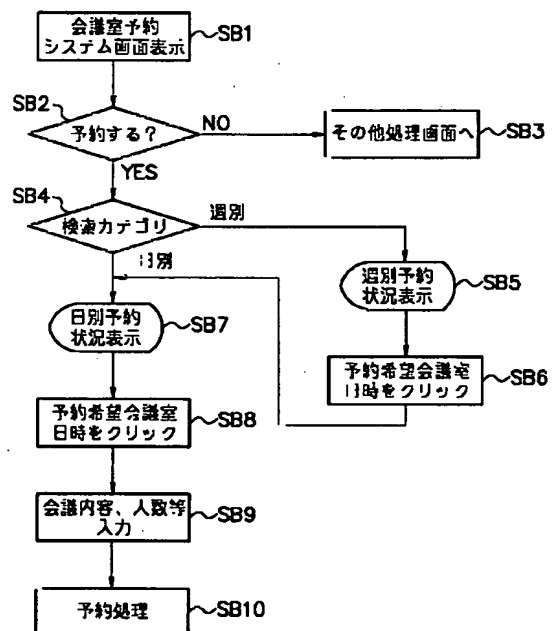 会議室予約
システム画面表示
SB1
SB2
予約する?
NO
その他処理画面へ
SB3
YES
SB4
検索カテゴリ
週別
日別
週別予約
状況表示
SB5
日別予約
状況表示
SB7
予約希望会議室
日時をクリック
SB6
予約希望会議室
日時をクリック
SB8
会議内容、人数等
入力
SB9
予約処理
SB10